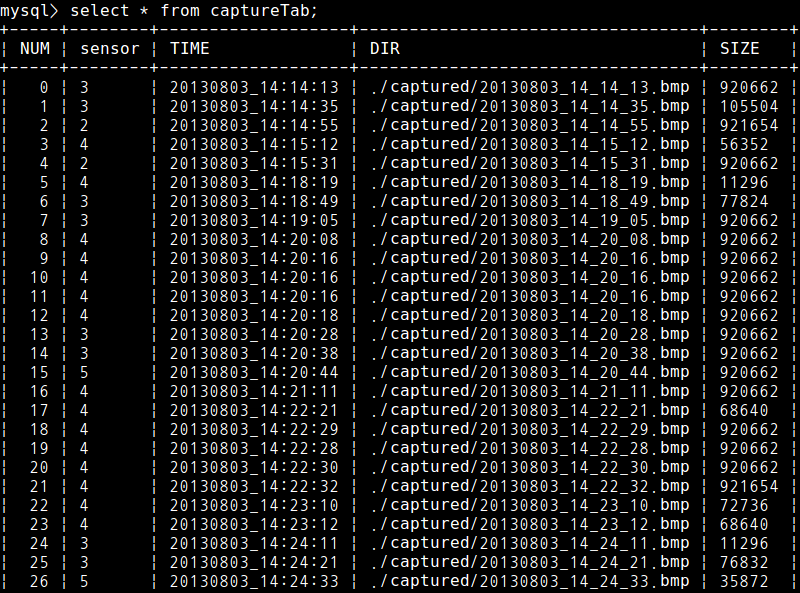 mysql> select * from captureTab;
+------+--------+-------------------+----------------------------------+--------+
| NUM | sensor | TIME | DIR | SIZE |
+------+--------+-------------------+----------------------------------+--------+
| 0 | 3 | 20130803_14:14:13 | ./captured/20130803_14_14_13.bmp | 920662 |
| 1 | 3 | 20130803_14:14:35 | ./captured/20130803_14_14_35.bmp | 105504 |
| 2 | 2 | 20130803_14:14:55 | ./captured/20130803_14_14_55.bmp | 921654 |
| 3 | 4 | 20130803_14:15:12 | ./captured/20130803_14_15_12.bmp | 56352 |
| 4 | 2 | 20130803_14:15:31 | ./captured/20130803_14_15_31.bmp | 920662 |
| 5 | 4 | 20130803_14:18:19 | ./captured/20130803_14_18_19.bmp | 11296 |
| 6 | 3 | 20130803_14:18:49 | ./captured/20130803_14_18_49.bmp | 77824 |
| 7 | 3 | 20130803_14:19:05 | ./captured/20130803_14_19_05.bmp | 920662 |
| 8 | 4 | 20130803_14:20:08 | ./captured/20130803_14_20_08.bmp | 920662 |
| 9 | 4 | 20130803_14:20:16 | ./captured/20130803_14_20_16.bmp | 920662 |
| 10 | 4 | 20130803_14:20:16 | ./captured/20130803_14_20_16.bmp | 920662 |
| 11 | 4 | 20130803_14:20:16 | ./captured/20130803_14_20_16.bmp | 920662 |
| 12 | 4 | 20130803_14:20:18 | ./captured/20130803_14_20_18.bmp | 920662 |
| 13 | 3 | 20130803_14:20:28 | ./captured/20130803_14_20_28.bmp | 920662 |
| 14 | 3 | 20130803_14:20:38 | ./captured/20130803_14_20_38.bmp | 920662 |
| 15 | 5 | 20130803_14:20:44 | ./captured/20130803_14_20_44.bmp | 920662 |
| 16 | 4 | 20130803_14:21:11 | ./captured/20130803_14_21_11.bmp | 920662 |
| 17 | 4 | 20130803_14:22:21 | ./captured/20130803_14_22_21.bmp | 68640 |
| 18 | 4 | 20130803_14:22:29 | ./captured/20130803_14_22_29.bmp | 920662 |
| 19 | 4 | 20130803_14:22:28 | ./captured/20130803_14_22_28.bmp | 920662 |
| 20 | 4 | 20130803_14:22:30 | ./captured/20130803_14_22_30.bmp | 920662 |
| 21 | 4 | 20130803_14:22:32 | ./captured/20130803_14_22_32.bmp | 921654 |
| 22 | 4 | 20130803_14:23:10 | ./captured/20130803_14_23_10.bmp | 72736 |
| 23 | 4 | 20130803_14:23:12 | ./captured/20130803_14_23_12.bmp | 68640 |
| 24 | 3 | 20130803_14:24:11 | ./captured/20130803_14_24_11.bmp | 11296 |
| 25 | 3 | 20130803_14:24:21 | ./captured/20130803_14_24_21.bmp | 76832 |
| 26 | 5 | 20130803_14:24:33 | ./captured/20130803_14_24_33.bmp | 35872 |